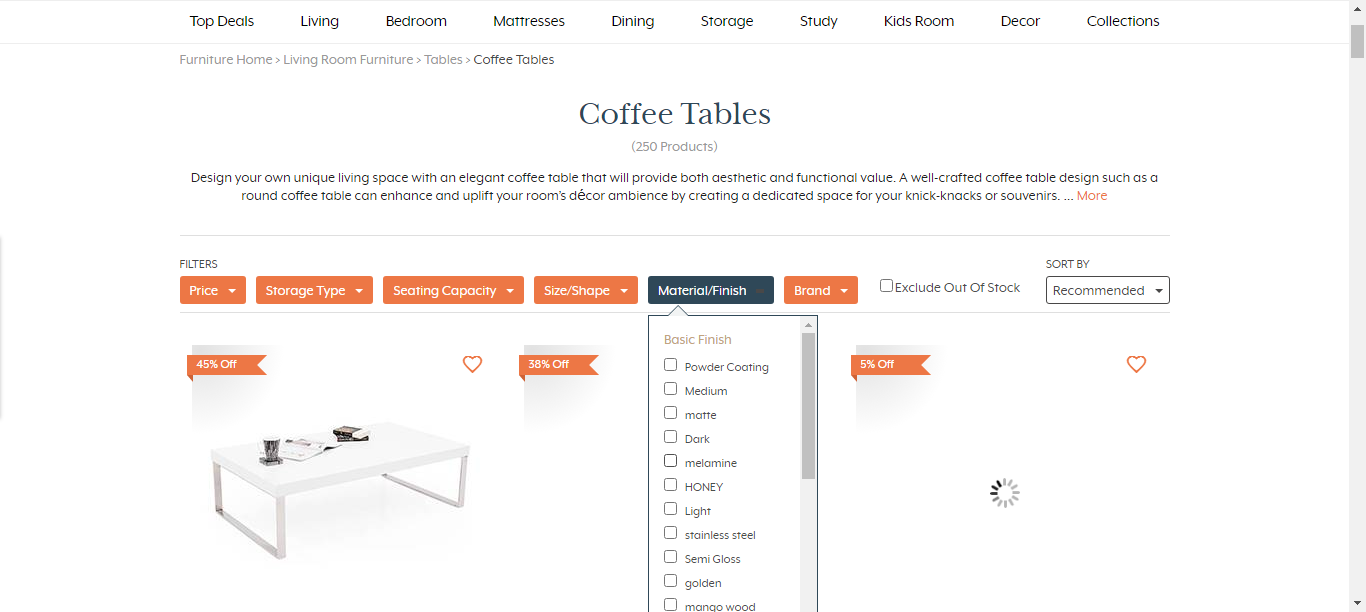 Top Deals Living Bedroom Mattresses Dining Storage Study Kids Room Decor Collections
Furniture Home > Living Room Furniture > Tables > Coffee Tables
Coffee Tables
(250 Products)
Design your own unique living space with an elegant coffee table that will provide both aesthetic and functional value. A well-crafted coffee table design such as a
round coffee table can enhance and uplift your room's décor ambience by creating a dedicated space for your knick-knacks or souvenirs. ... More
FILTERS
SORT BY
Price Storage Type Seating Capacity Size/Shape Material/Finish Brand Exclude Out Of Stock Recommended
Basic Finish
Powder Coating
Medium
matte
Dark
melamine
HONEY
Light
stainless steel
Semi Gloss
golden
mango wood
45% Off
38% Off
5% Off